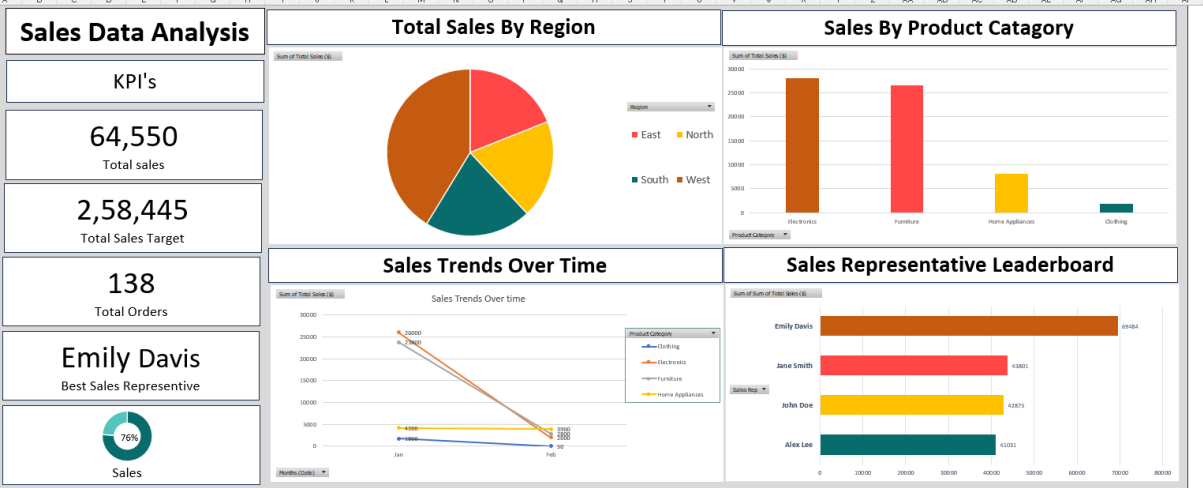 Sales Data Analysis
KPI's
64,550
Total sales
2,58,445
Total Sales Target
138
Total Orders
Emily Davis
Best Sales Representive
76%
Sales
Total Sales By Region
Sum of Total Sales ($)
Region
East
North
South
West
Sales By Product Catagory
Sum of Total Sales ($)
30000
25000
20000
15000
10000
5000
0
Electronics
Furniture
Home Appliances
Clothing
Product Category
Sales Trends Over Time
Sum of Total Sales ($)
Sales Trends Over time
30000
25000
20000
15000
10000
5000
0
26000
4200
3900
2800
2000
50
Jan
Feb
Product Category
Clothing
Electronics
Furniture
Home Appliances
Months (Date)
Sales Representative Leaderboard
Sum of Sum of Total Sales ($)
Emily Davis
69484
Jane Smith
43801
Sales Rep
John Doe
42875
Alex Lee
41031
0
10000
20000
30000
40000
50000
60000
70000
80000